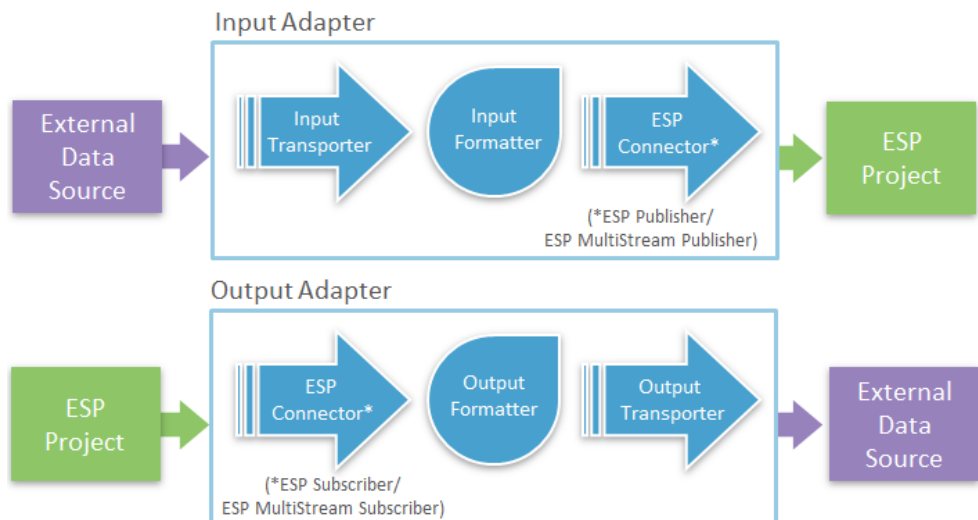 Input Adapter
External
Data
Source
Input
Transporter
Input
Formatter
ESP
Connector*
(*ESP Publisher/
ESP MultiStream Publisher)
ESP
Project
Output Adapter
ESP
Project
ESP
Connector*
(*ESP Subscriber/
ESP MultiStream Subscriber)
Output
Formatter
Output
Transporter
External
Data
Source